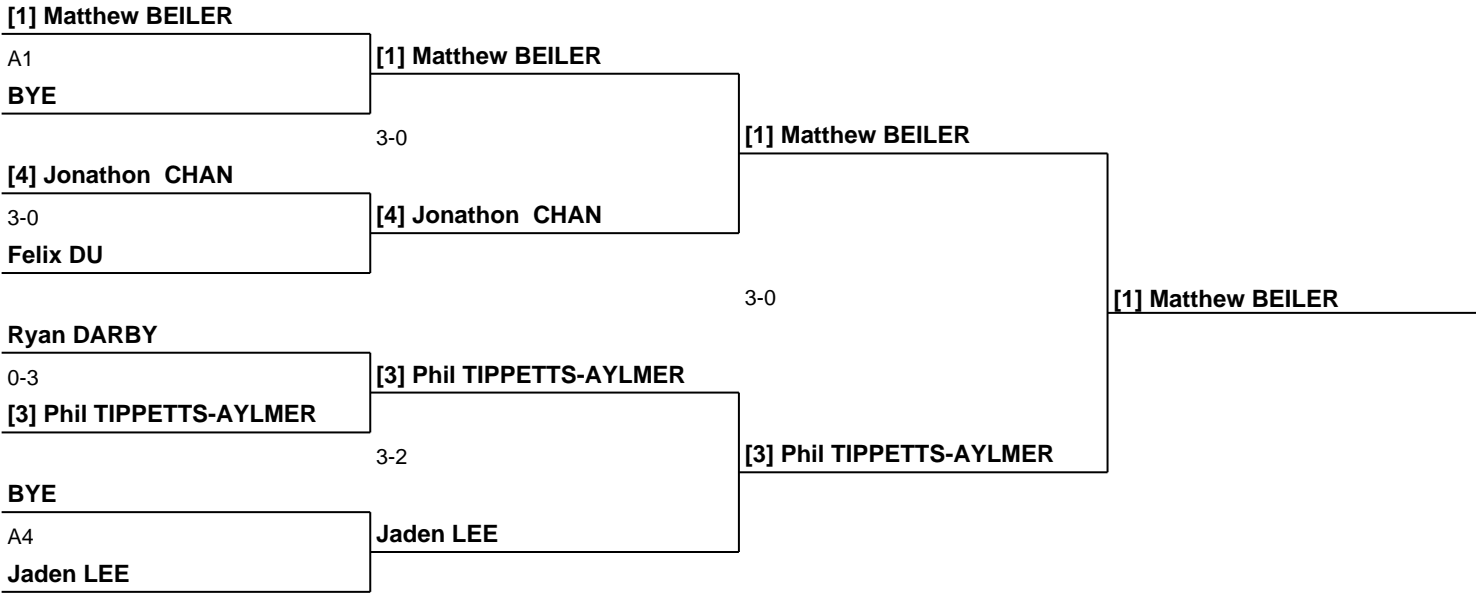 [1] Matthew BEILER
A1
BYE
[1] Matthew BEILER
3-0
[4] Jonathon  CHAN
3-0
Felix DU
[4] Jonathon  CHAN
[1] Matthew BEILER
3-0
[1] Matthew BEILER
Ryan DARBY
0-3
[3] Phil TIPPETTS-AYLMER
[3] Phil TIPPETTS-AYLMER
3-2
[3] Phil TIPPETTS-AYLMER
BYE
A4
Jaden LEE
Jaden LEE